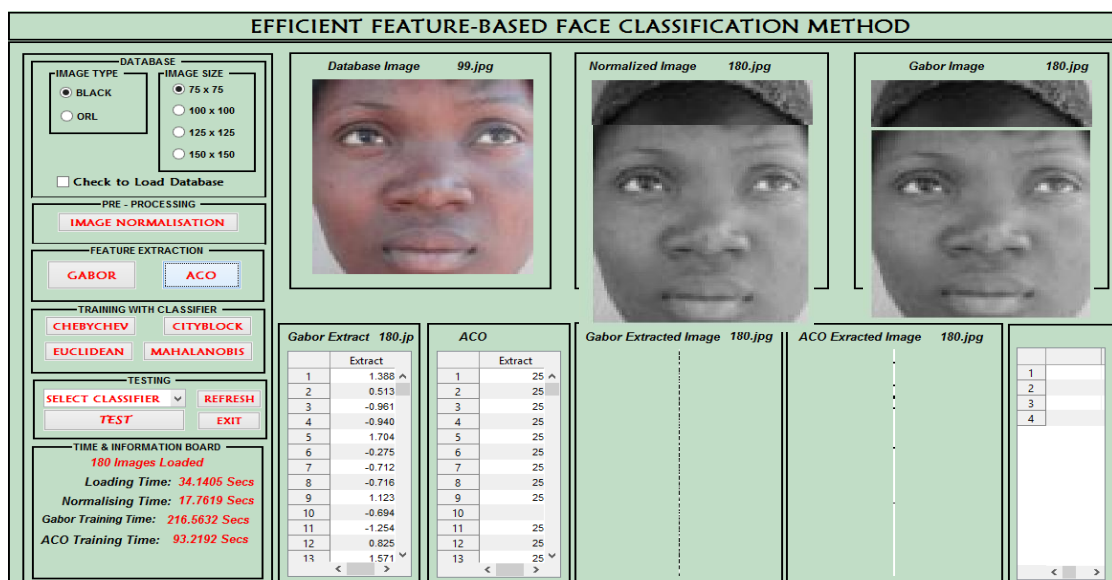 EFFICIENT FEATURE-BASED FACE CLASSIFICATION METHOD
DATABASE
IMAGE TYPE
BLACK
ORL
IMAGE SIZE
75 x 75
100 x 100
125 x 125
150 x 150
Check to Load Database
PRE - PROCESSING
IMAGE NORMALISATION
FEATURE EXTRACTION
GABOR
ACO
TRAINING WITH CLASSIFIER
CHEBYCHEV
CITYBLOCK
EUCLIDEAN
MAHALANOBIS
TESTING
SELECT CLASSIFIER
REFRESH
TEST
EXIT
TIME & INFORMATION BOARD
180 Images Loaded
Loading Time: 34.1405 Secs
Normalising Time: 17.7619 Secs
Gabor Training Time: 216.5632 Secs
ACO Training Time: 93.2192 Secs
Database Image 99.jpg
Normalized Image 180.jpg
Gabor Image 180.jpg
Gabor Extract 180.jp
Extract
1 1.388
2 0.513
3 -0.961
4 -0.940
5 1.704
6 -0.275
7 -0.712
8 -0.716
9 1.123
10 -0.694
11 -1.254
12 0.825
13 1.571
ACO
Extract
1 25
2 25
3 25
4 25
5 25
6 25
7 25
8 25
9 25
10
11 25
12 25
13 25
Gabor Extracted Image 180.jpg
ACO Exracted Image 180.jpg
1
2
3
4